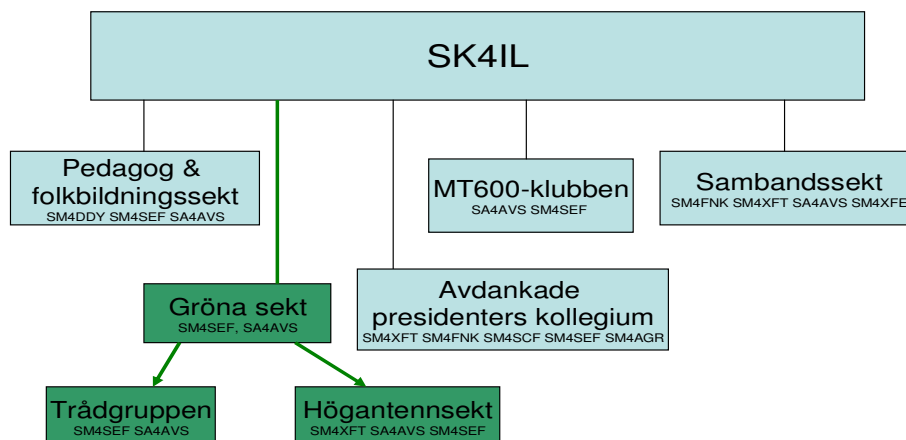 SK4IL
Pedagog &
folkbildningssekt
SM4DDY SM4SEF SA4AVS
MT600-klubben
SA4AVS SM4SEF
Sambandssekt
SM4FNK SM4XFT SA4AVS SM4XFE
Gröna sekt
SM4SEF, SA4AVS
Avdankade
presidenters kollegium
SM4XFT SM4FNK SM4SCF SM4SEF SM4AGR
Trådgruppen
SM4SEF SA4AVS
Högantennsekt
SM4XFT SA4AVS SM4SEF